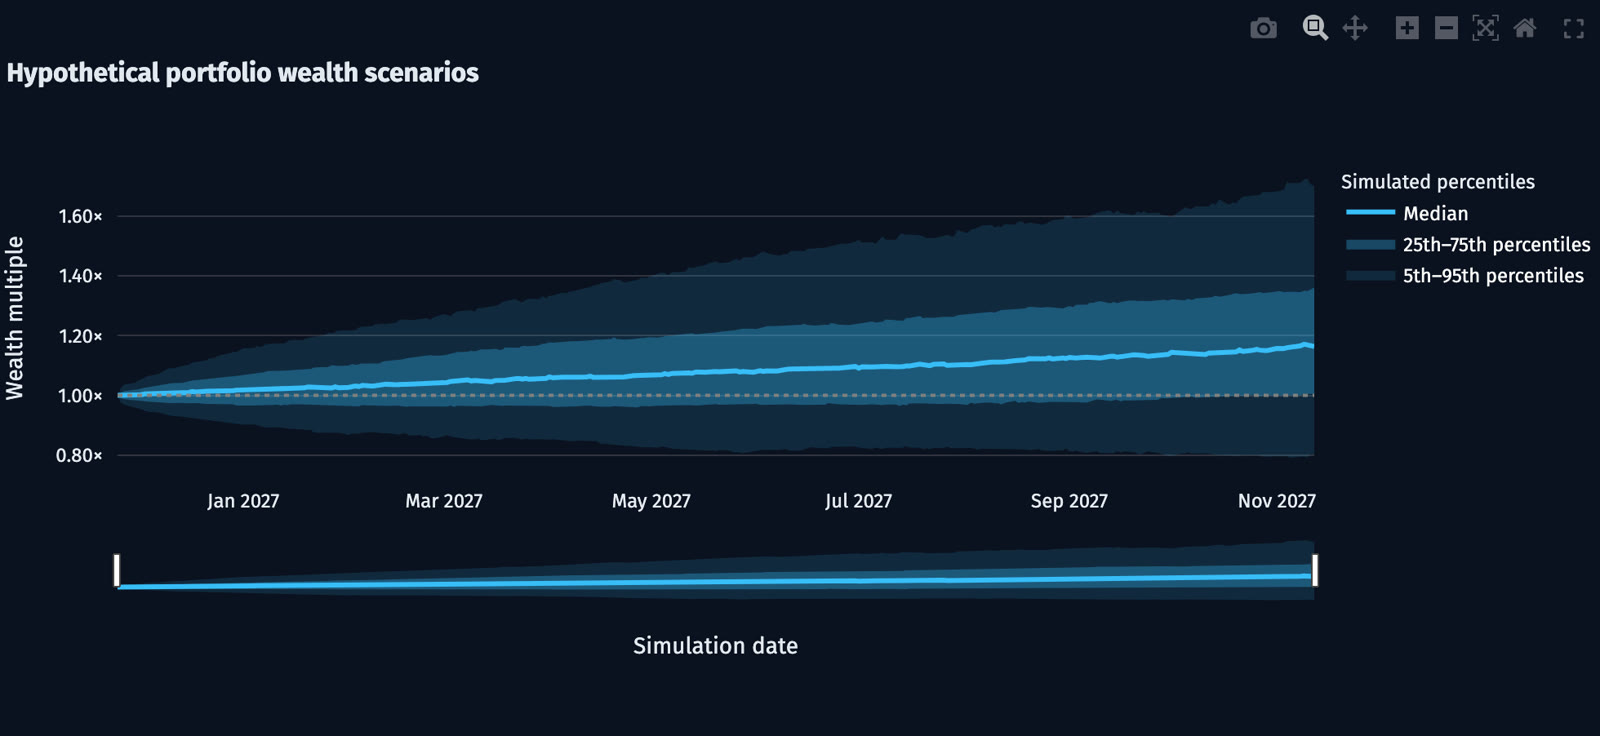 Hypothetical portfolio wealth scenarios
Simulated percentiles
Median
25th–75th percentiles
5th–95th percentiles
Wealth multiple
1.60×
1.40×
1.20×
1.00×
0.80×
Jan 2027
Mar 2027
May 2027
Jul 2027
Sep 2027
Nov 2027
Simulation date